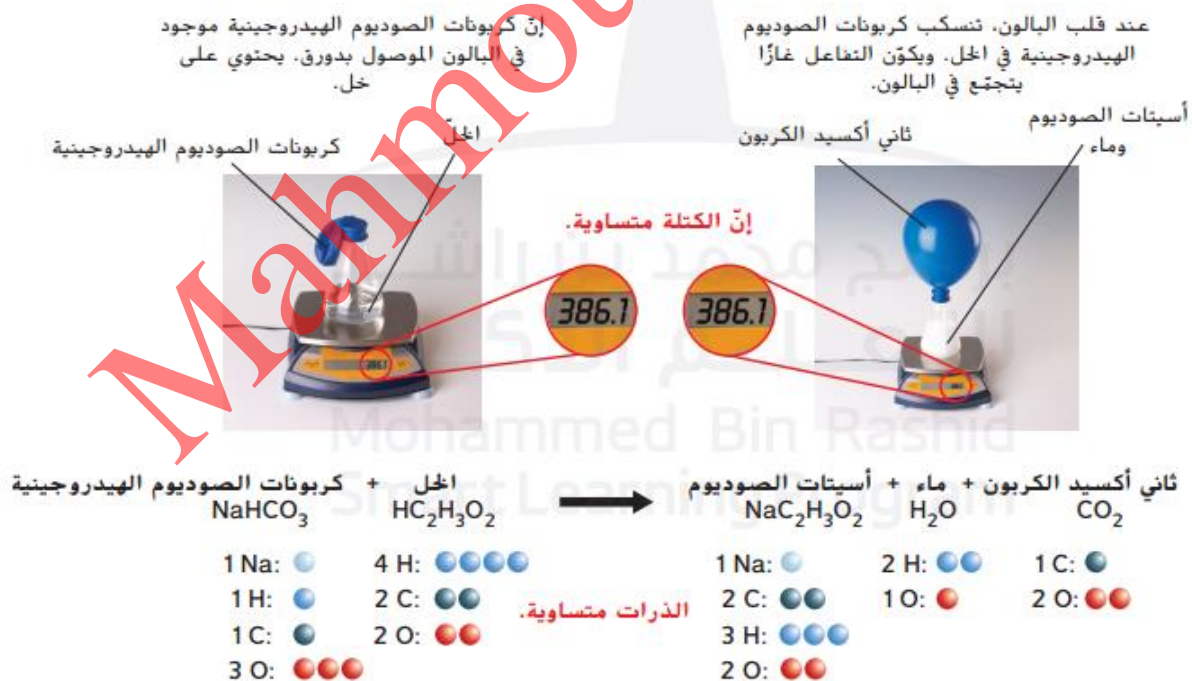 عند قلب البالون، تنسكب كربونات الصوديوم
الهيدروجينية في الخل. ويكوّن التفاعل غازًا
يتجمّع في البالون.
إنّ كربونات الصوديوم الهيدروجينية موجود
في البالون الموصول بدورق، يحتوي على
خل.
أسيتات الصوديوم
وماء
ثاني أكسيد الكربون
الخلّ
كربونات الصوديوم الهيدروجينية
إنّ الكتلة متساوية.
386.1
386.1
Mohammed Bin Rashid
Smart Learning Program
كربونات الصوديوم الهيدروجينية + الخل
ثاني أكسيد الكربون + ماء + أسيتات الصوديوم
NaHCO₃ HC₂H₃O₂ → NaC₂H₃O₂ H₂O CO₂
1 Na: 4 H: 1 Na: 2 H: 1 C:
1 H: 2 C: 2 C: 1 O: 2 O:
الذرات متساوية.
1 C: 2 O: 3 H:
3 O: 2 O: